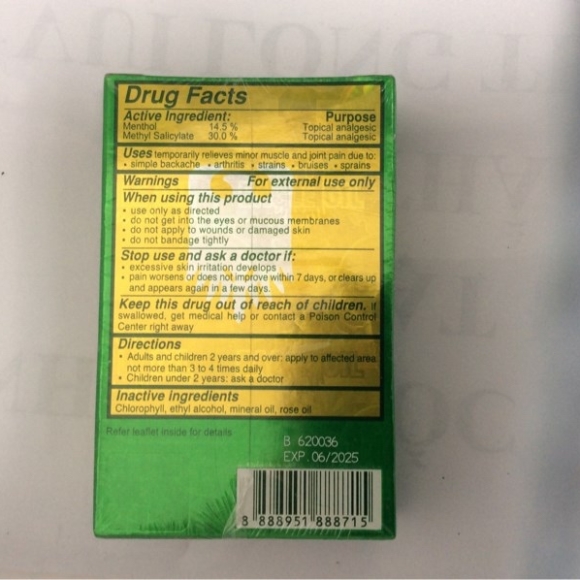 Drug Facts
Active Ingredient: Purpose
Menthol 14.5 % Topical analgesic
Methyl Salicylate 30.0 % Topical analgesic
Uses temporarily relieves minor muscle and joint pain due to:
• simple backache • arthritis • strains • bruises • sprains
Warnings For external use only
When using this product
• use only as directed
• do not get into the eyes or mucous membranes
• do not apply to wounds or damaged skin
• do not bandage tightly
Stop use and ask a doctor if:
• excessive skin irritation develops
• pain worsens or does not improve within 7 days, or clears up
and appears again in a few days.
Keep this drug out of reach of children. If
swallowed, get medical help or contact a Poison Control
Center right away
Directions
• Adults and children 2 years and over: apply to affected area
not more than 3 to 4 times daily
• Children under 2 years: ask a doctor
Inactive ingredients
Chlorophyll, ethyl alcohol, mineral oil, rose oil
Refer leaflet inside for details
B 620036
EXP. 06/2025
8 888951 888715